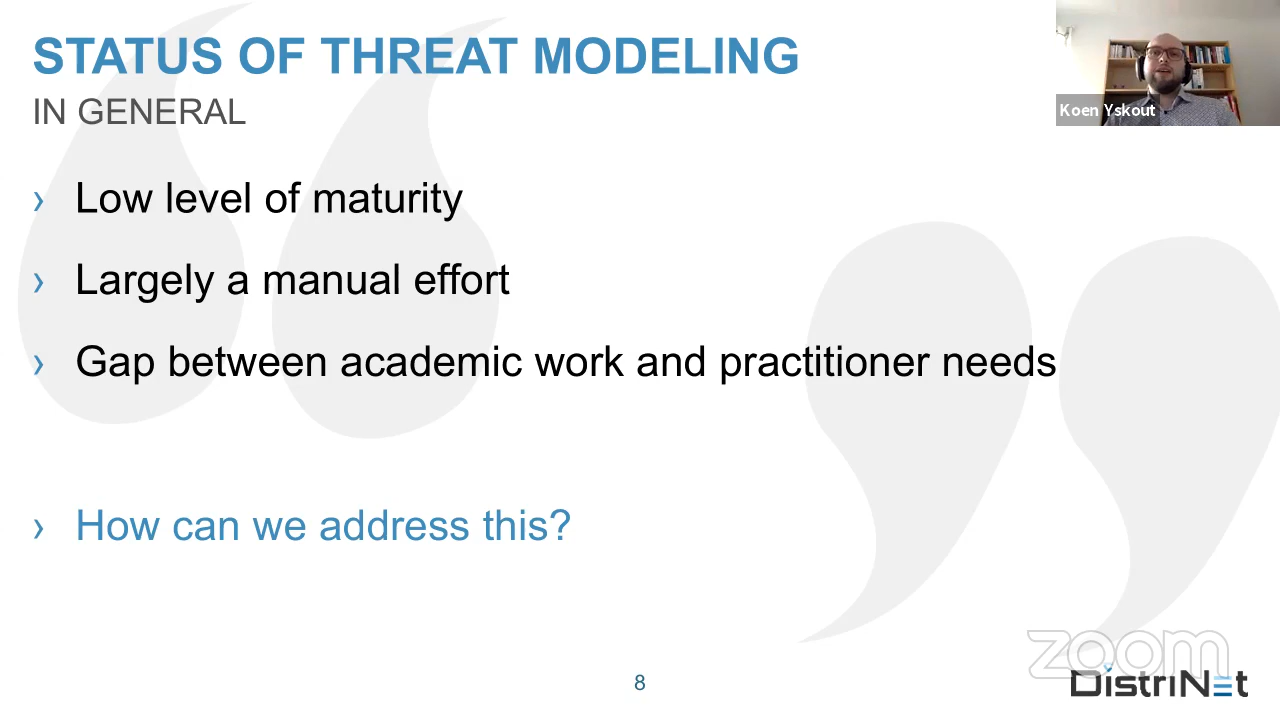 STATUS OF THREAT MODELING
IN GENERAL
Koen Yskout
› Low level of maturity
› Largely a manual effort
› Gap between academic work and practitioner needs
› How can we address this?
zoom
DistriNet
8